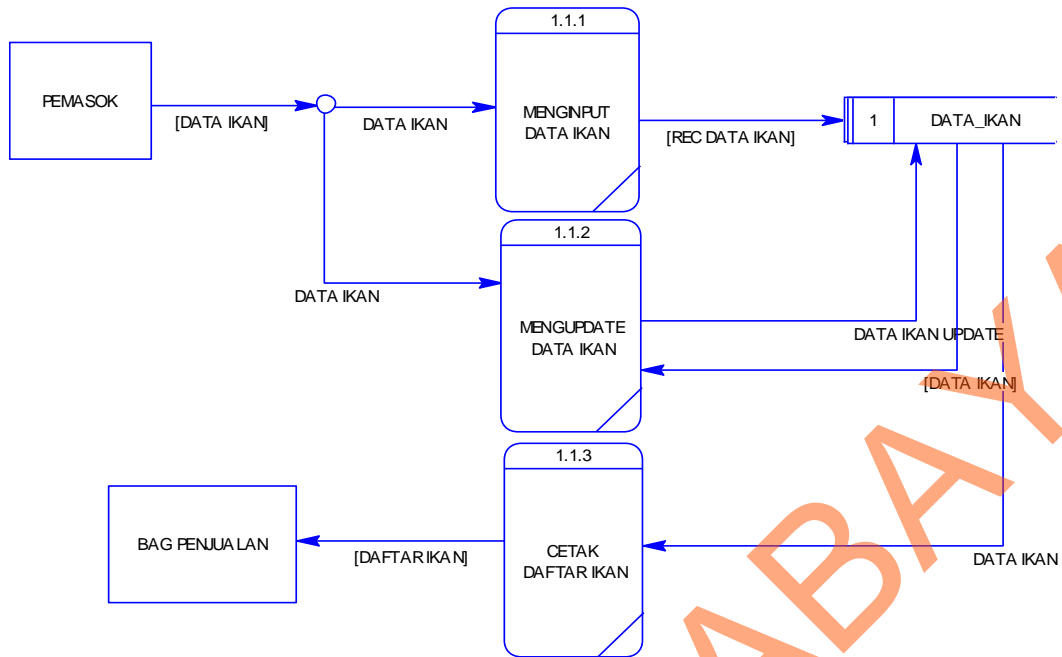 1.1.1
PEMASOK
[DATA IKAN]
DATA IKAN
MENGINPUT
DATA IKAN
[REC DATA IKAN]
1
DATA_IKAN
1.1.2
DATA IKAN
MENGUPDATE
DATA IKAN
DATA IKAN UPDATE
[DATA IKAN]
1.1.3
BAG PENJUALAN
[DAFTAR IKAN]
CETAK
DAFTAR IKAN
DATA IKAN
ABAYA